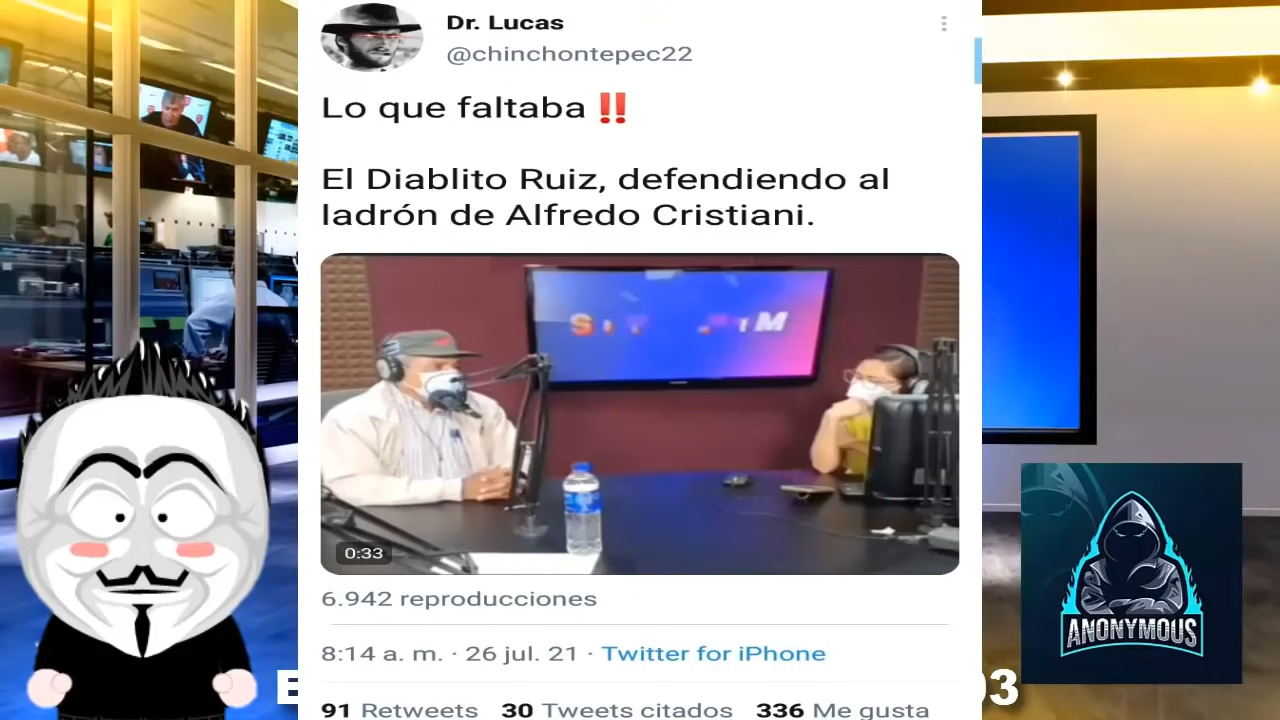 Dr. Lucas
@chinchontepec22
Lo que faltaba ‼️
El Diablito Ruiz, defendiendo al
ladrón de Alfredo Cristiani.
0:33
6.942 reproducciones
8:14 a. m. · 26 jul. 21 · Twitter for iPhone
91 Retweets 30 Tweets citados 336 Me gusta
ANONYMOUS